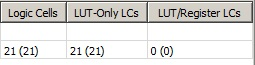 Logic Cells LUT-Only LCs LUT/Register LCs
21 (21) 21 (21) 0 (0)